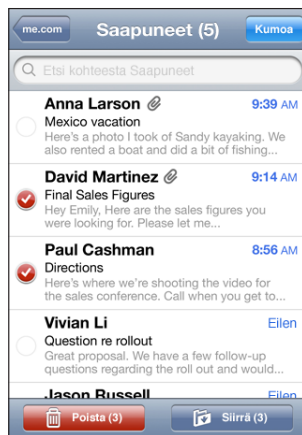 me.com Saapuneet (5) Kumoa
Etsi kohteesta Saapuneet
Anna Larson 9:39 AM
Mexico vacation
Here's a photo I took of Sandy kayaking. We
also rented a boat and did a bit of fishing...
David Martinez 9:14 AM
Final Sales Figures
Hey Emily, Here are the sales figures you
were looking for. Please let me...
Paul Cashman 8:56 AM
Directions
Here's where we're shooting the video for
the sales conference. Call when you get to...
Vivian Li Eilen
Question re rollout
Great proposal. We have a few follow-up
questions regarding the roll out and would...
Jason Russell Eilen
Poista (3) Siirrä (3)